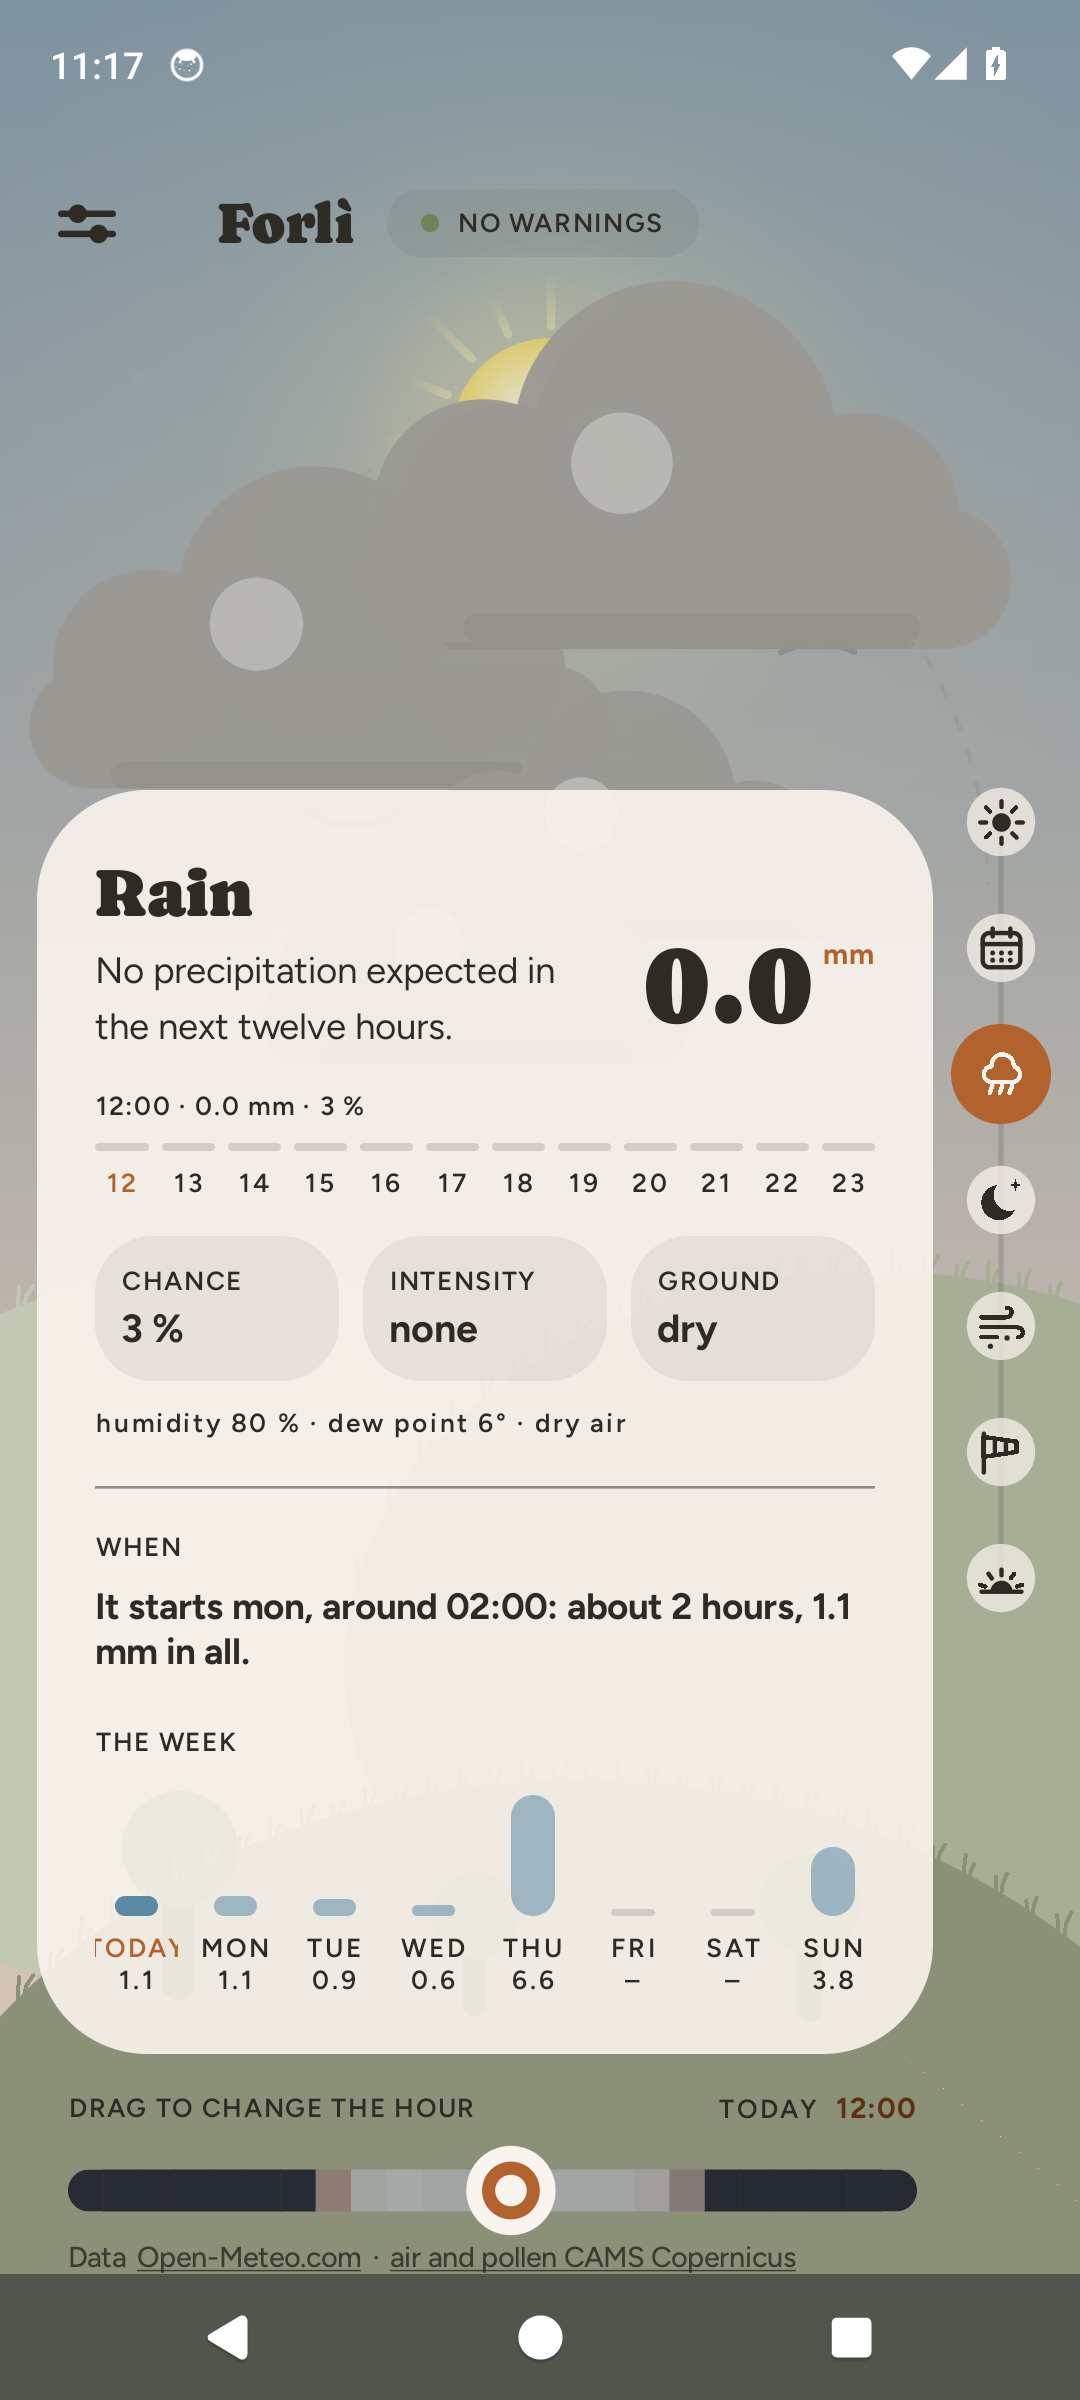 11:17
Forlì
NO WARNINGS
Rain
No precipitation expected in
the next twelve hours.
0.0 mm
12:00 · 0.0 mm · 3 %
12 13 14 15 16 17 18 19 20 21 22 23
CHANCE
3 %
INTENSITY
none
GROUND
dry
humidity 80 % · dew point 6° · dry air
WHEN
It starts mon, around 02:00: about 2 hours, 1.1
mm in all.
THE WEEK
TODAY MON TUE WED THU FRI SAT SUN
1.1 1.1 0.9 0.6 6.6 – – 3.8
DRAG TO CHANGE THE HOUR
TODAY 12:00
Data Open-Meteo.com · air and pollen CAMS Copernicus